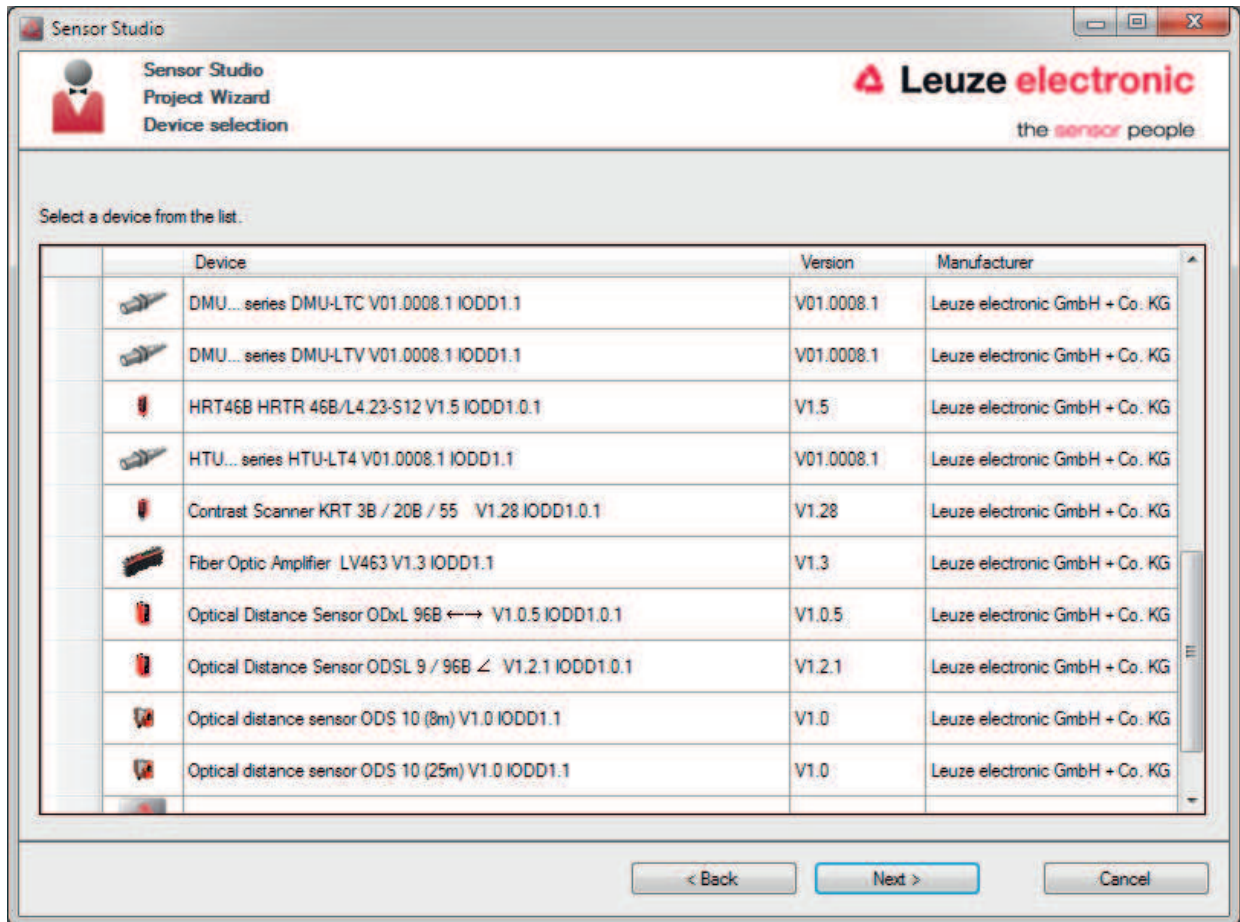 Sensor Studio
Sensor Studio
Project Wizard
Device selection
Leuze electronic
the sensor people
Select a device from the list.
Device Version Manufacturer
DMU... series DMU-LTC V01.0008.1 IODD1.1 V01.0008.1 Leuze electronic GmbH + Co. KG
DMU... series DMU-LTV V01.0008.1 IODD1.1 V01.0008.1 Leuze electronic GmbH + Co. KG
HRT46B HRTR 46B/L4.23-S12 V1.5 IODD1.0.1 V1.5 Leuze electronic GmbH + Co. KG
HTU... series HTU-LT4 V01.0008.1 IODD1.1 V01.0008.1 Leuze electronic GmbH + Co. KG
Contrast Scanner KRT 3B / 20B / 55 V1.28 IODD1.0.1 V1.28 Leuze electronic GmbH + Co. KG
Fiber Optic Amplifier LV463 V1.3 IODD1.1 V1.3 Leuze electronic GmbH + Co. KG
Optical Distance Sensor ODxL 96B ←→ V1.0.5 IODD1.0.1 V1.0.5 Leuze electronic GmbH + Co. KG
Optical Distance Sensor ODSL 9 / 96B ∠ V1.2.1 IODD1.0.1 V1.2.1 Leuze electronic GmbH + Co. KG
Optical distance sensor ODS 10 (8m) V1.0 IODD1.1 V1.0 Leuze electronic GmbH + Co. KG
Optical distance sensor ODS 10 (25m) V1.0 IODD1.1 V1.0 Leuze electronic GmbH + Co. KG
< Back Next > Cancel